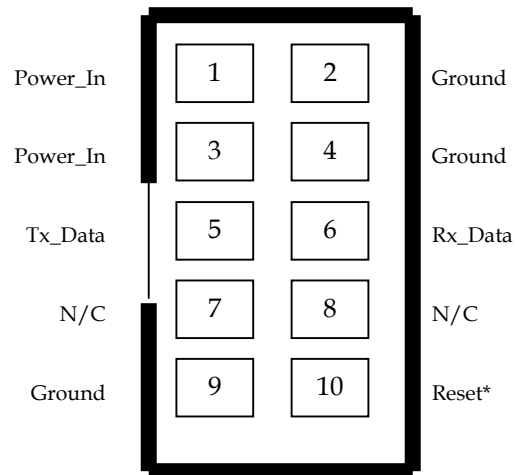 Power_In 1 2 Ground
Power_In 3 4 Ground
Tx_Data 5 6 Rx_Data
N/C 7 8 N/C
Ground 9 10 Reset*